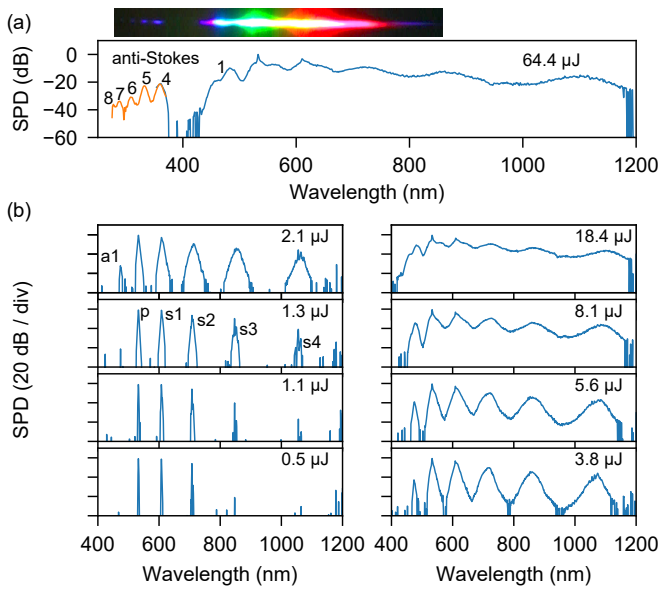 (a)
SPD (dB)
0
−20
−40
−60
anti-Stokes
8 7 6 5 4
1
64.4 µJ
400 600 800 1000 1200
Wavelength (nm)
(b)
SPD (20 dB / div)
a1
2.1 µJ
18.4 µJ
p s1 s2 s3 s4
1.3 µJ
8.1 µJ
1.1 µJ
5.6 µJ
0.5 µJ
3.8 µJ
400 600 800 1000 1200
400 600 800 1000 1200
Wavelength (nm)
Wavelength (nm)